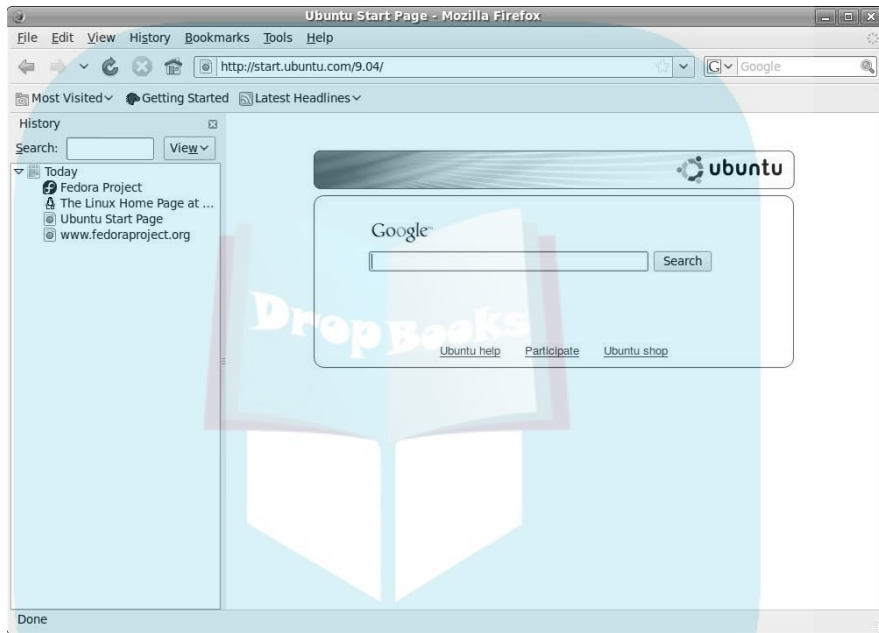 Ubuntu Start Page - Mozilla Firefox
File Edit View History Bookmarks Tools Help
http://start.ubuntu.com/9.04/ G Google
Most Visited Getting Started Latest Headlines
History
Search: View
Today
Fedora Project
The Linux Home Page at ...
Ubuntu Start Page
www.fedoraproject.org
ubuntu
Google™
Search
DropBooks
Ubuntu help Participate Ubuntu shop
Done